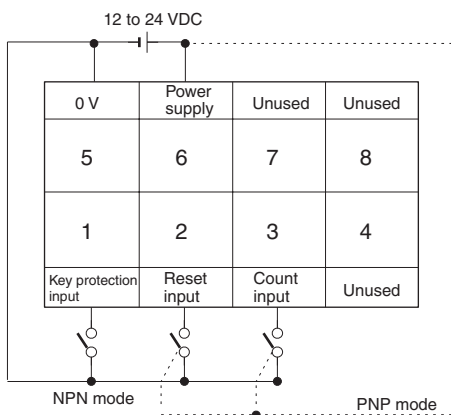 12 to 24 VDC
0 V
Power
supply
Unused
Unused
5
6
7
8
1
2
3
4
Key protection
input
Reset
input
Count
input
Unused
NPN mode
PNP mode